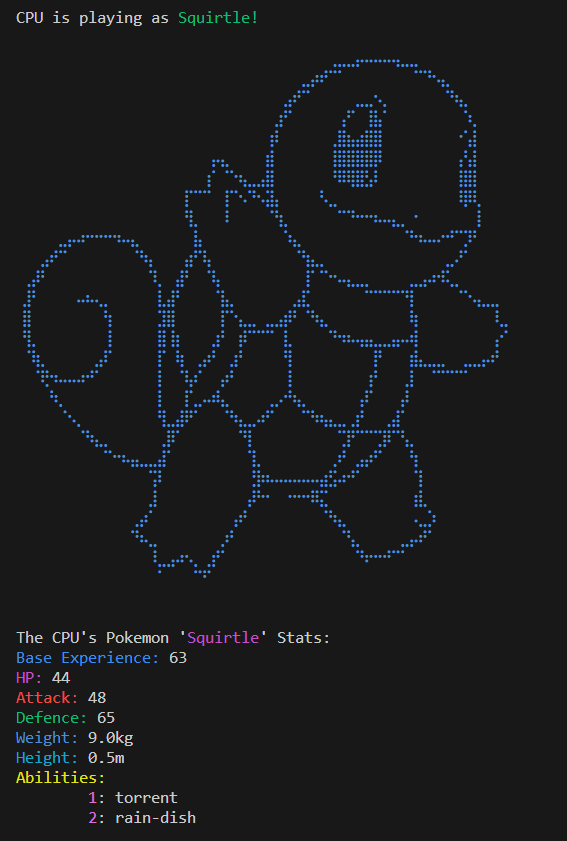 CPU is playing as Squirtle!
The CPU's Pokemon 'Squirtle' Stats:
Base Experience: 63
HP: 44
Attack: 48
Defence: 65
Weight: 9.0kg
Height: 0.5m
Abilities:
1: torrent
2: rain-dish